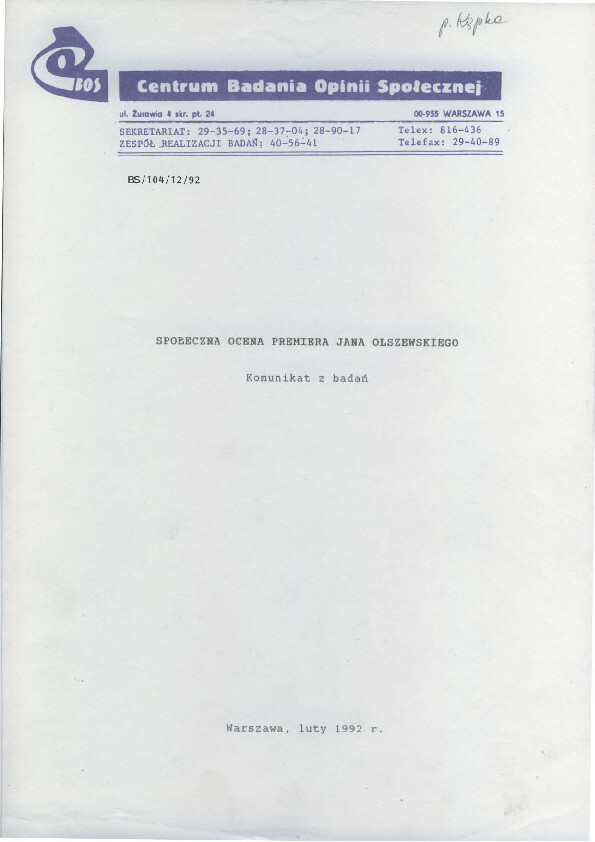 p. Kępka
CBOS
Centrum Badania Opinii Społecznej
ul. Żurawia 4 skr. pt. 24 00-955 WARSZAWA 15
SEKRETARIAT: 29-35-69; 28-37-04; 28-90-17 Telex: 816-436
ZESPÓŁ REALIZACJI BADAŃ: 40-56-41 Telefax: 29-40-89
BS/104/12/92
SPOŁECZNA OCENA PREMIERA JANA OLSZEWSKIEGO
Komunikat z badań
Warszawa, luty 1992 r.